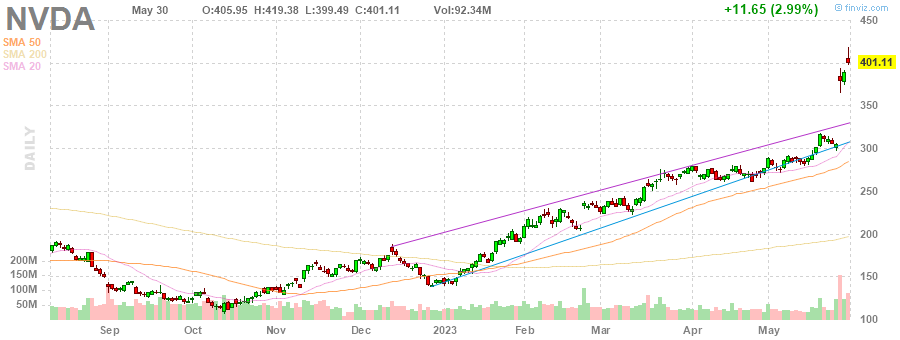 NVDA May 30 O:405.95 H:419.38 L:399.49 C:401.11 Vol:92.34M +11.65 (2.99%) finviz.com
SMA 50
SMA 200
SMA 20
DAILY
450
401.11
350
300
250
200
150
100
200M
100M
50M
Sep Oct Nov Dec 2023 Feb Mar Apr May